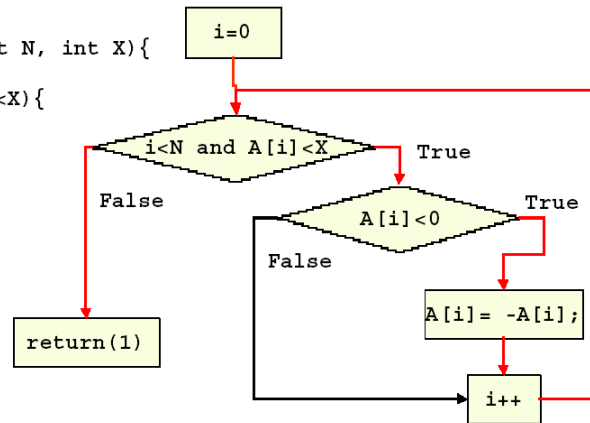 i=0
t N, int X){
<X){
i<N and A[i]<X
True
False
A[i]<0
True
False
A[i]= -A[i];
return(1)
i++